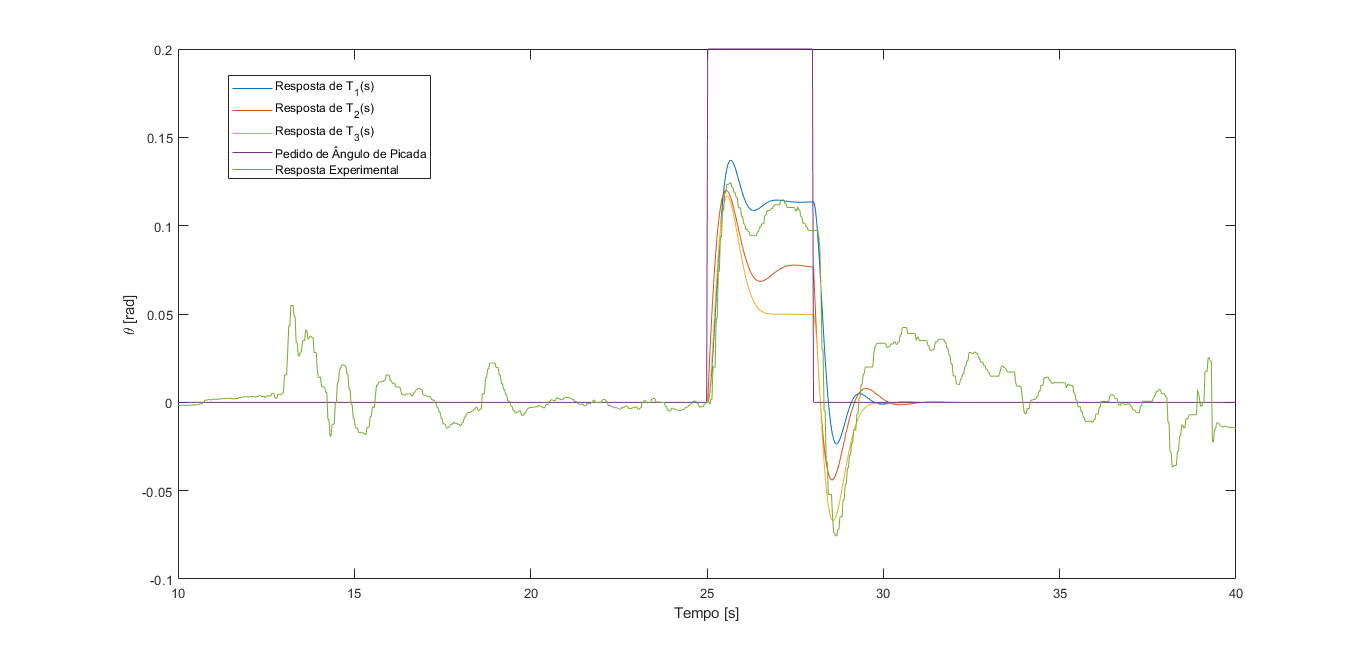 0.2
0.15
0.1
0.05
0
-0.05
-0.1
θ [rad]
Resposta de T1(s)
Resposta de T2(s)
Resposta de T3(s)
Pedido de Ângulo de Picada
Resposta Experimental
10 15 20 25 30 35 40
Tempo [s]